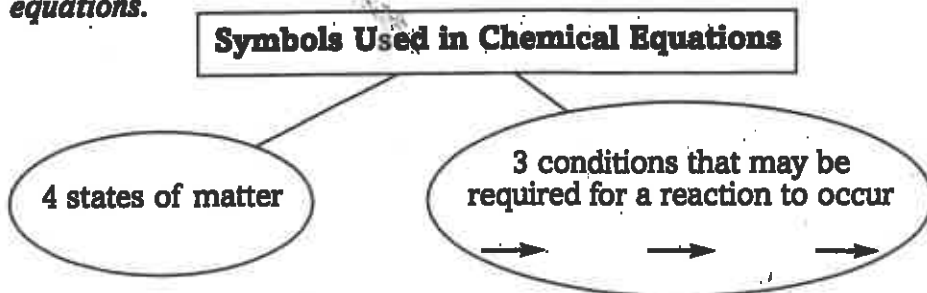 equations.
Symbols Used in Chemical Equations
4 states of matter
3 conditions that may be
required for a reaction to occur